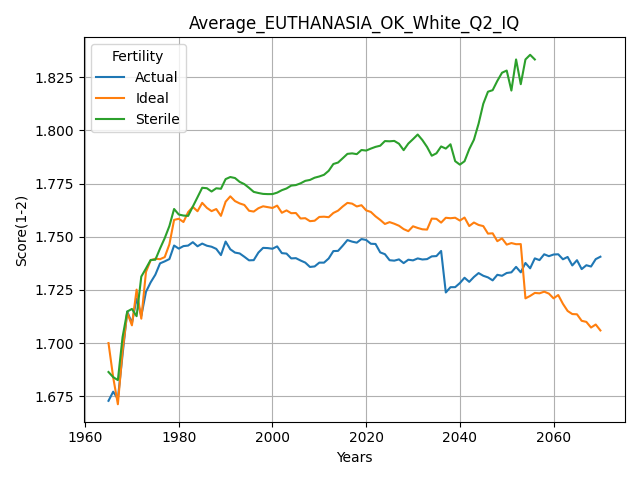 Average_EUTHANASIA_OK_White_Q2_IQ
Fertility
Actual
Ideal
Sterile
Score(1-2)
1.825
1.800
1.775
1.750
1.725
1.700
1.675
1960 1980 2000 2020 2040 2060
Years